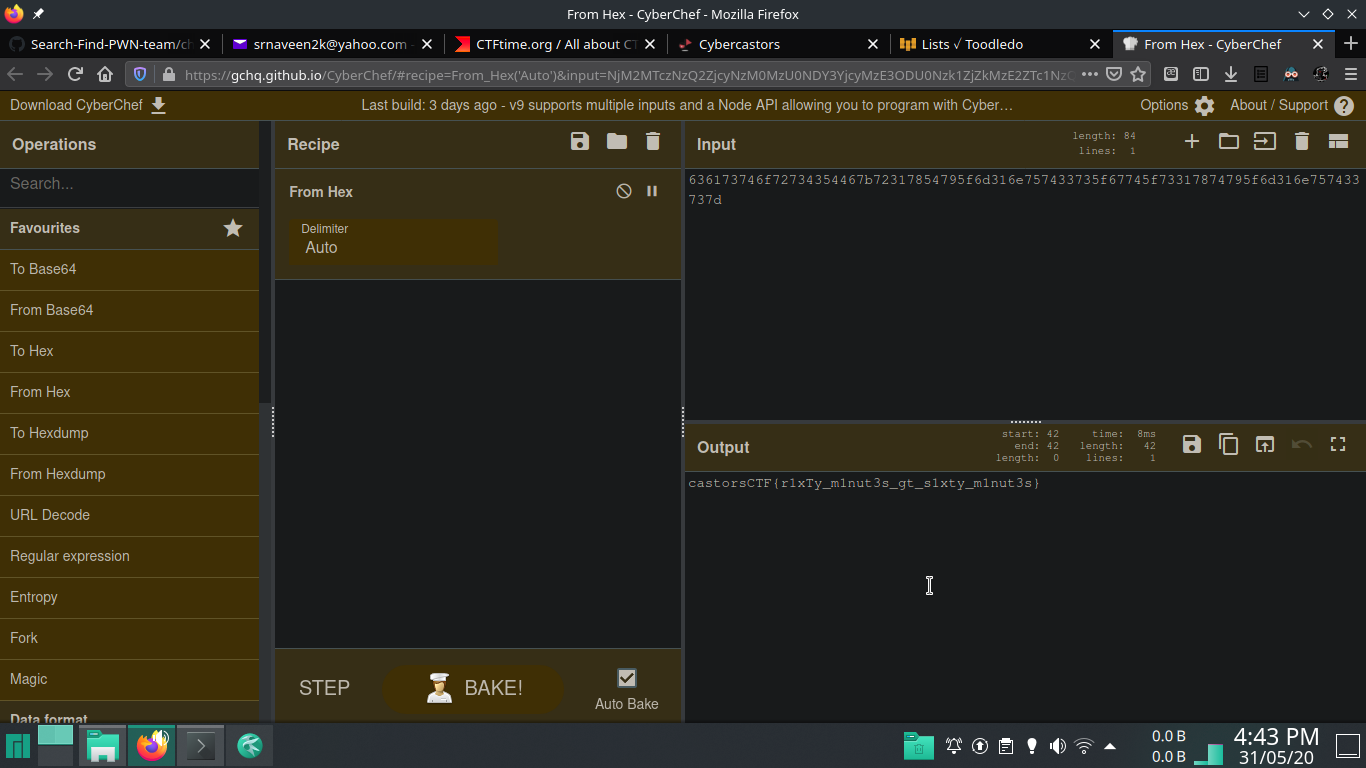 From Hex - CyberChef - Mozilla Firefox
Search-Find-PWN-team/ch
srnaveen2k@yahoo.com -
CTFtime.org / All about CT
Cybercastors
Lists √ Toodledo
From Hex - CyberChef
https://gchq.github.io/CyberChef/#recipe=From_Hex('Auto')&input=
Download CyberChef
Last build: 3 days ago - v9 supports multiple inputs and a Node API allowing you to program with Cyber…
Options
About / Support
Operations
Recipe
Input
length: 84
lines: 1
Search...
From Hex
636173746f72734354467b72317854795f6d316e757433735f67745f73317874795f6d316e757433
737d
Favourites
Delimiter
Auto
To Base64
From Base64
To Hex
From Hex
To Hexdump
From Hexdump
URL Decode
Regular expression
Entropy
Fork
Magic
Data format
Output
start: 42
end: 42
length: 0
time: 8ms
length: 42
lines: 1
castorsCTF{r1xTy_m1nut3s_gt_s1xty_m1nut3s}
STEP
BAKE!
Auto Bake
0.0 B
0.0 B
4:43 PM
31/05/20